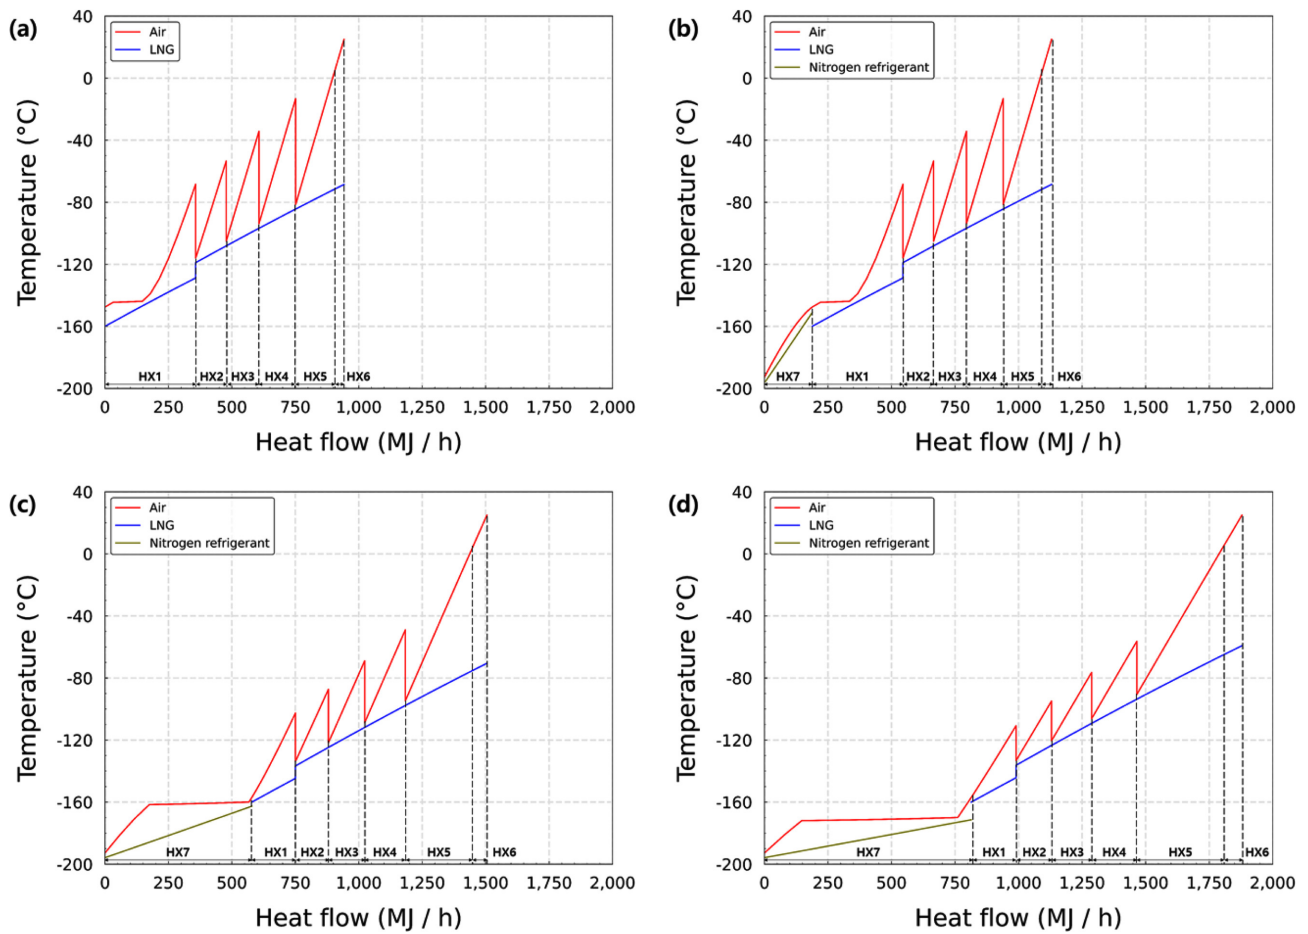 (a)
Air
LNG
40
0
-40
-80
-120
-160
-200
Temperature (°C)
HX1 HX2 HX3 HX4 HX5 HX6
0 250 500 750 1,000 1,250 1,500 1,750 2,000
Heat flow (MJ / h)
(b)
Air
LNG
Nitrogen refrigerant
40
0
-40
-80
-120
-160
-200
Temperature (°C)
HX7 HX1 HX2 HX3 HX4 HX5 HX6
0 250 500 750 1,000 1,250 1,500 1,750 2,000
Heat flow (MJ / h)
(c)
Air
LNG
Nitrogen refrigerant
40
0
-40
-80
-120
-160
-200
Temperature (°C)
HX7 HX1 HX2 HX3 HX4 HX5 HX6
0 250 500 750 1,000 1,250 1,500 1,750 2,000
Heat flow (MJ / h)
(d)
Air
LNG
Nitrogen refrigerant
40
0
-40
-80
-120
-160
-200
Temperature (°C)
HX7 HX1 HX2 HX3 HX4 HX5 HX6
0 250 500 750 1,000 1,250 1,500 1,750 2,000
Heat flow (MJ / h)